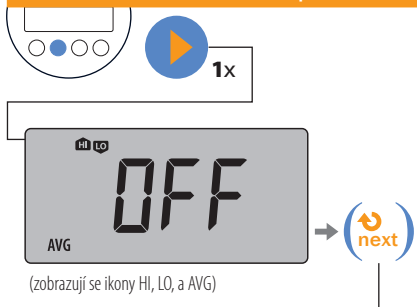 1x
HI LO
OFF
AVG
next
(zobrazují se ikony HI, LO, a AVG)